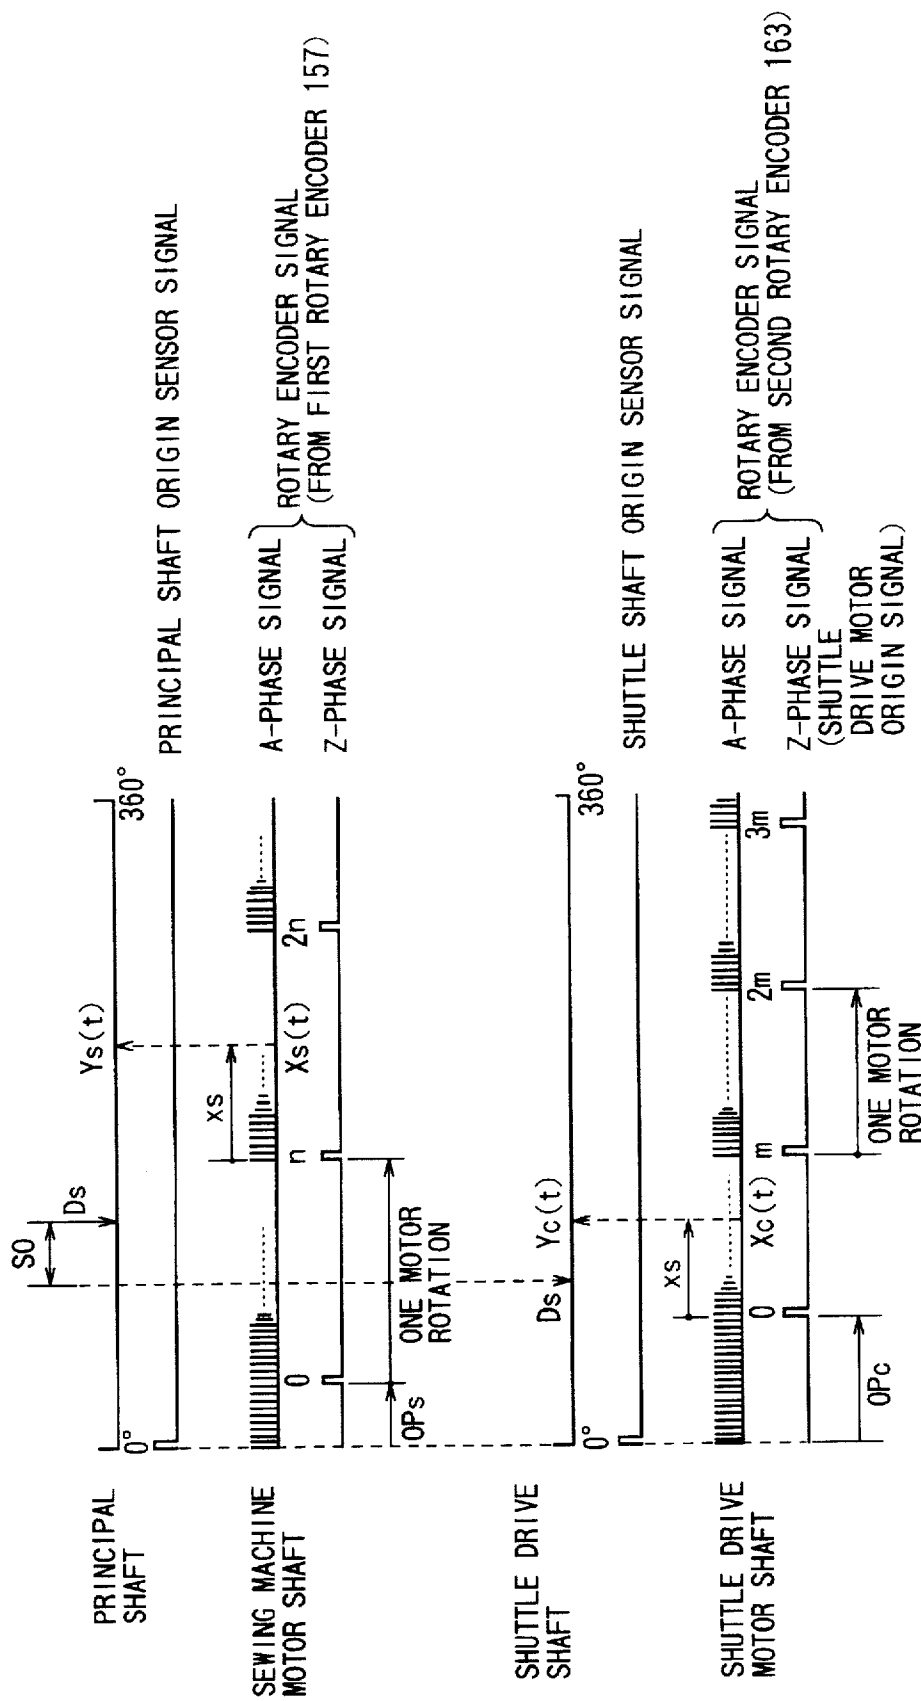 SO
Ds
Ys(t)
PRINCIPAL
SHAFT
0°
360°
PRINCIPAL SHAFT ORIGIN SENSOR SIGNAL
xs
SEWING MACHINE
MOTOR SHAFT
A-PHASE SIGNAL
0
n
Xs(t)
2n
Z-PHASE SIGNAL
ROTARY ENCODER SIGNAL
(FROM FIRST ROTARY ENCODER 157)
OPs
ONE MOTOR
ROTATION
Ds
Yc(t)
SHUTTLE DRIVE
SHAFT
0°
360°
SHUTTLE SHAFT ORIGIN SENSOR SIGNAL
xs
SHUTTLE DRIVE
MOTOR SHAFT
A-PHASE SIGNAL
0
Xc(t)
m
2m
3m
Z-PHASE SIGNAL
(SHUTTLE
DRIVE MOTOR
ORIGIN SIGNAL)
ROTARY ENCODER SIGNAL
(FROM SECOND ROTARY ENCODER 163)
OPc
ONE MOTOR
ROTATION